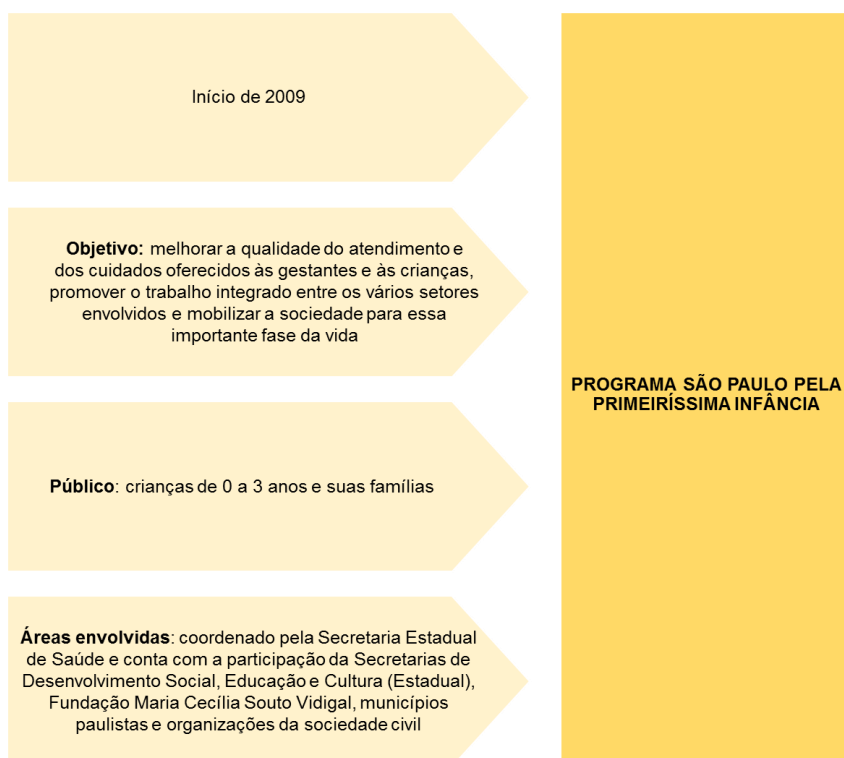 Início de 2009
Objetivo: melhorar a qualidade do atendimento e
dos cuidados oferecidos às gestantes e às crianças,
promover o trabalho integrado entre os vários setores
envolvidos e mobilizar a sociedade para essa
importante fase da vida
Público: crianças de 0 a 3 anos e suas famílias
Áreas envolvidas: coordenado pela Secretaria Estadual
de Saúde e conta com a participação da Secretarias de
Desenvolvimento Social, Educação e Cultura (Estadual),
Fundação Maria Cecília Souto Vidigal, municípios
paulistas e organizações da sociedade civil
PROGRAMA SÃO PAULO PELA
PRIMEIRÍSSIMA INFÂNCIA